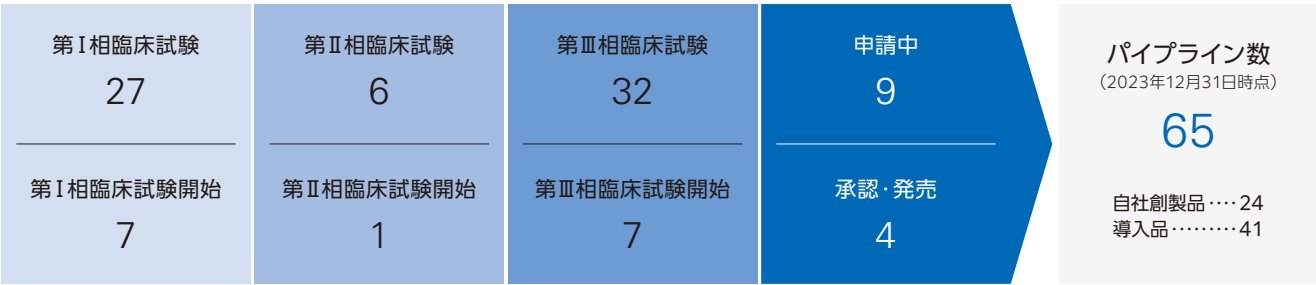 第Ⅰ相臨床試験
27
第Ⅰ相臨床試験開始
7
第Ⅱ相臨床試験
6
第Ⅱ相臨床試験開始
1
第Ⅲ相臨床試験
32
第Ⅲ相臨床試験開始
7
申請中
9
承認・発売
4
パイプライン数
（2023年12月31日時点）
65
自社創製品････24
導入品･････････41